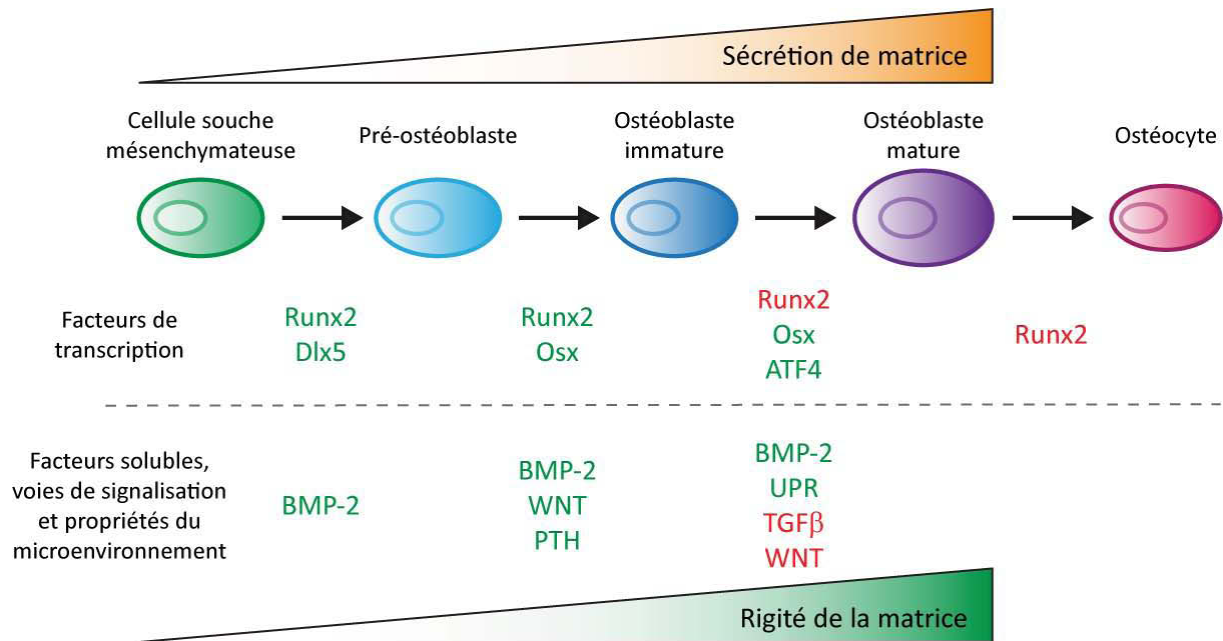 Sécrétion de matrice
Cellule souche
mésenchymateuse
Pré-ostéoblaste
Ostéoblaste
immature
Ostéoblaste
mature
Ostéocyte
Facteurs de
transcription
Runx2
Dlx5
Runx2
Osx
Runx2
Osx
ATF4
Runx2
Facteurs solubles,
voies de signalisation
et propriétés du
microenvironnement
BMP-2
BMP-2
WNT
PTH
BMP-2
UPR
TGFβ
WNT
Rigité de la matrice